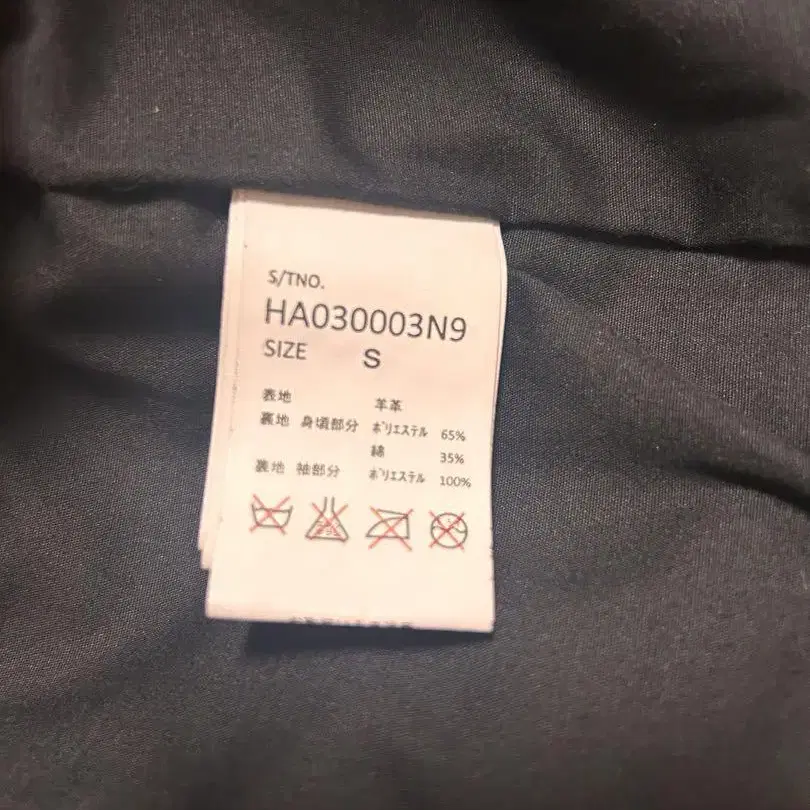 S/TNO.
HA030003N9
SIZE S
表地 羊革
裏地 身頃部分 ポリエステル 65%
綿 35%
裏地 袖部分 ポリエステル 100%